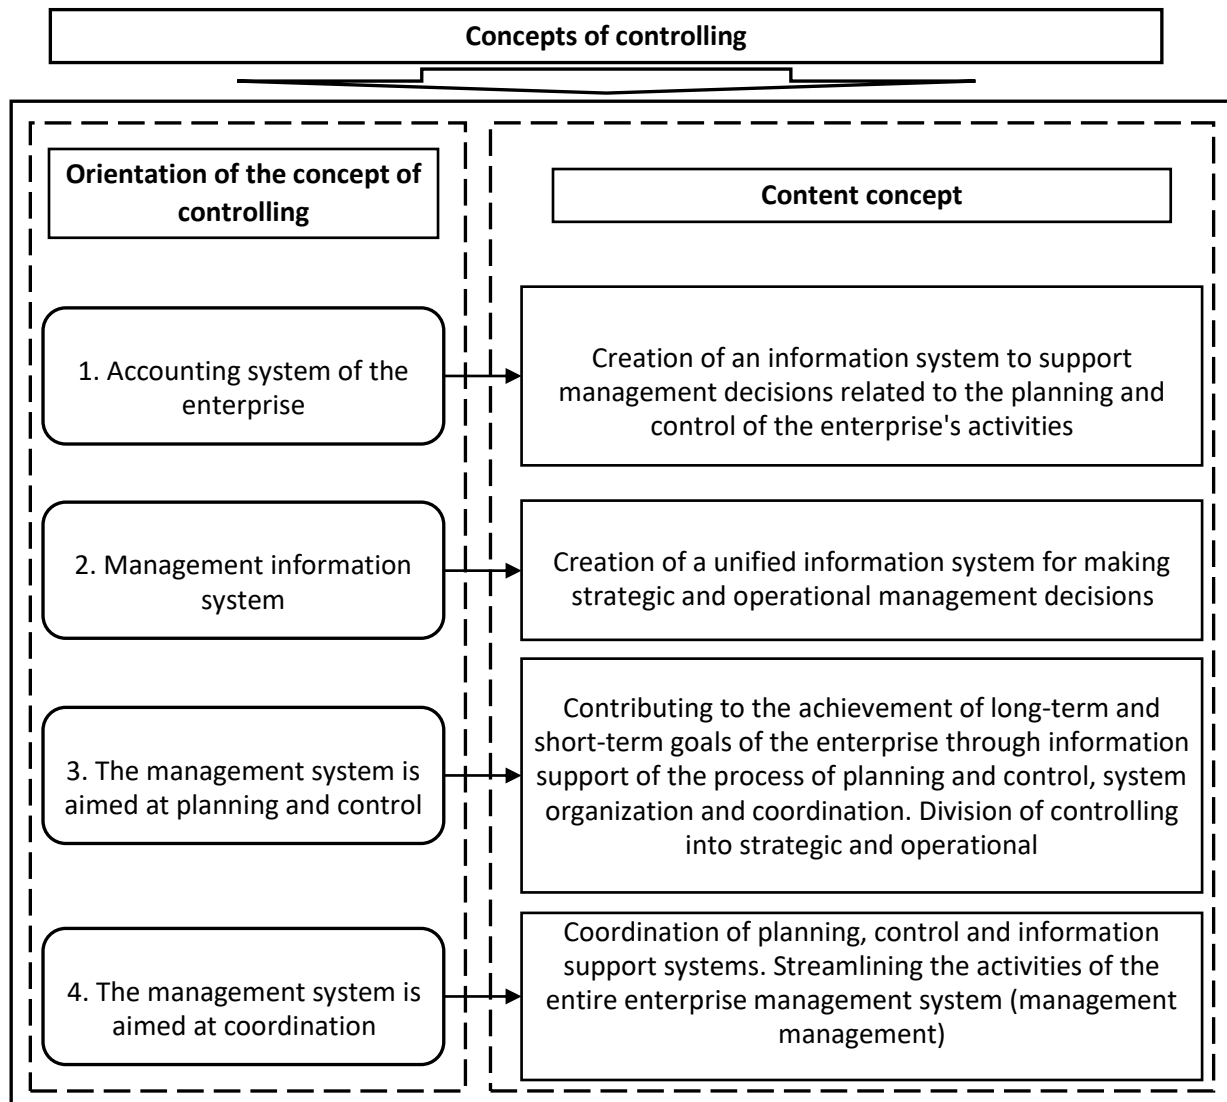 Concepts of controlling
Orientation of the concept of
controlling
Content concept
1. Accounting system of the
enterprise
Creation of an information system to support
management decisions related to the planning and
control of the enterprise's activities
2. Management information
system
Creation of a unified information system for making
strategic and operational management decisions
3. The management system is
aimed at planning and control
Contributing to the achievement of long-term and
short-term goals of the enterprise through information
support of the process of planning and control, system
organization and coordination. Division of controlling
into strategic and operational
4. The management system is
aimed at coordination
Coordination of planning, control and information
support systems. Streamlining the activities of the
entire enterprise management system (management
management)